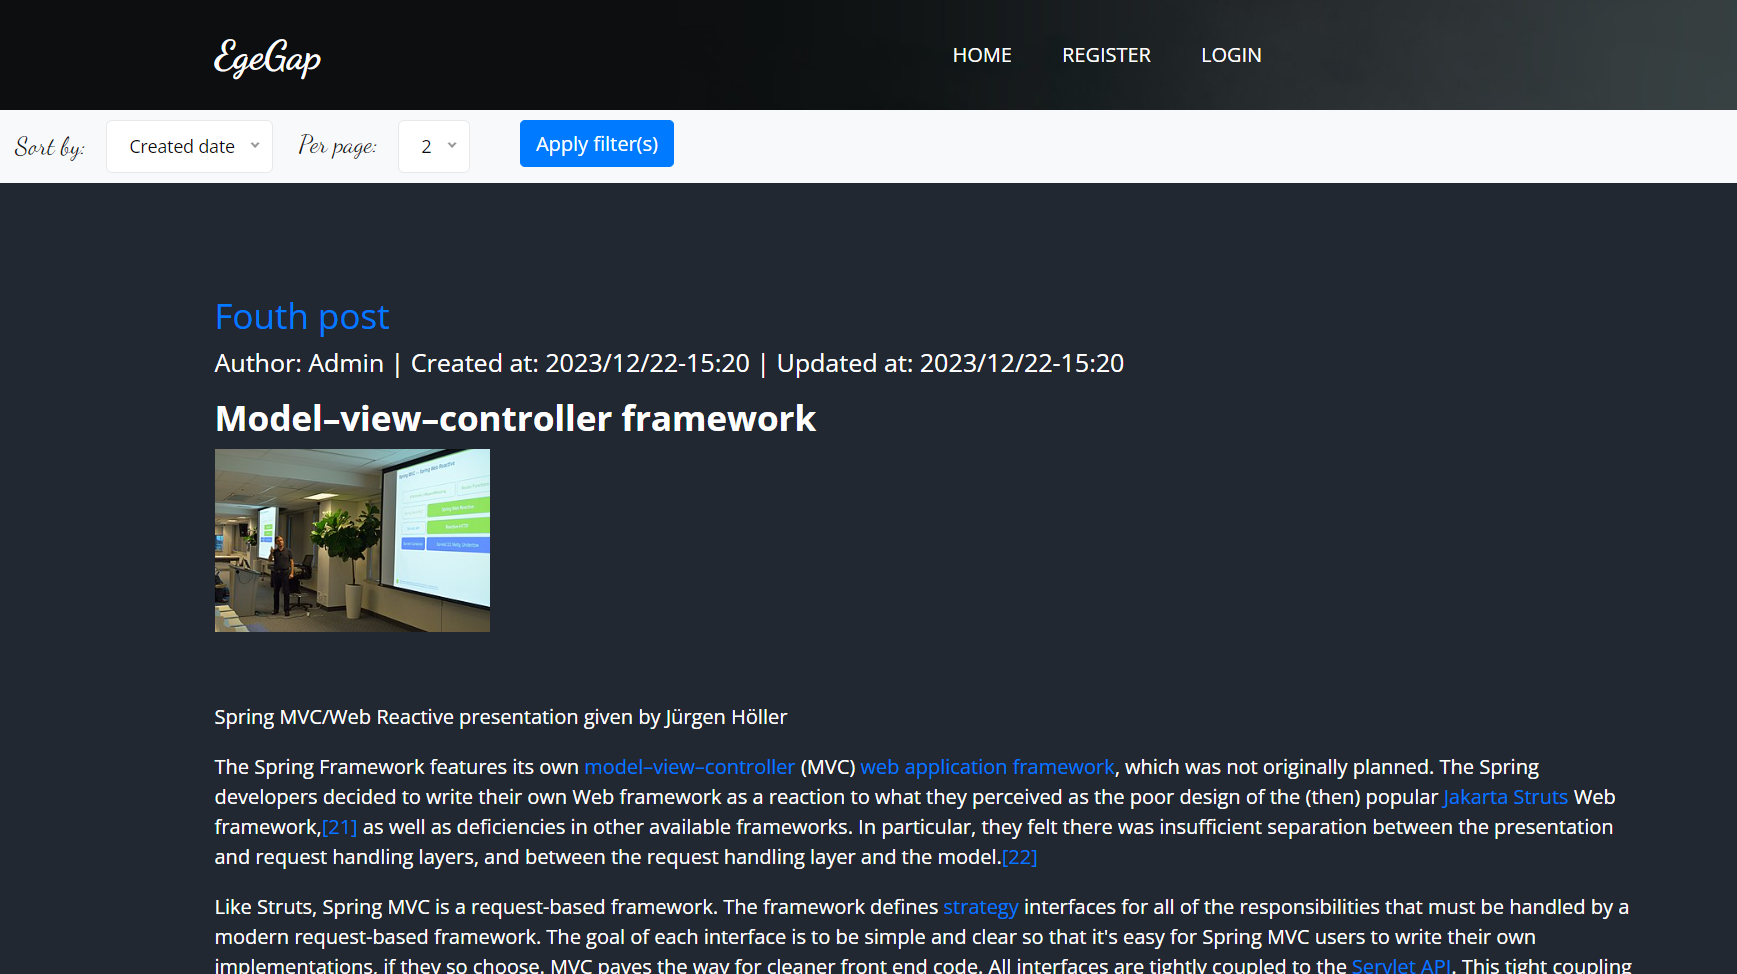 EgeGap
HOME REGISTER LOGIN
Sort by: Created date Per page: 2 Apply filter(s)
Fouth post
Author: Admin | Created at: 2023/12/22-15:20 | Updated at: 2023/12/22-15:20
Model–view–controller framework
Spring MVC/Web Reactive presentation given by Jürgen Höller
The Spring Framework features its own model–view–controller (MVC) web application framework, which was not originally planned. The Spring
developers decided to write their own Web framework as a reaction to what they perceived as the poor design of the (then) popular Jakarta Struts Web
framework,[21] as well as deficiencies in other available frameworks. In particular, they felt there was insufficient separation between the presentation
and request handling layers, and between the request handling layer and the model.[22]
Like Struts, Spring MVC is a request-based framework. The framework defines strategy interfaces for all of the responsibilities that must be handled by a
modern request-based framework. The goal of each interface is to be simple and clear so that it's easy for Spring MVC users to write their own
implementations, if they so choose. MVC paves the way for cleaner front end code. All interfaces are tightly coupled to the Servlet API. This tight coupling